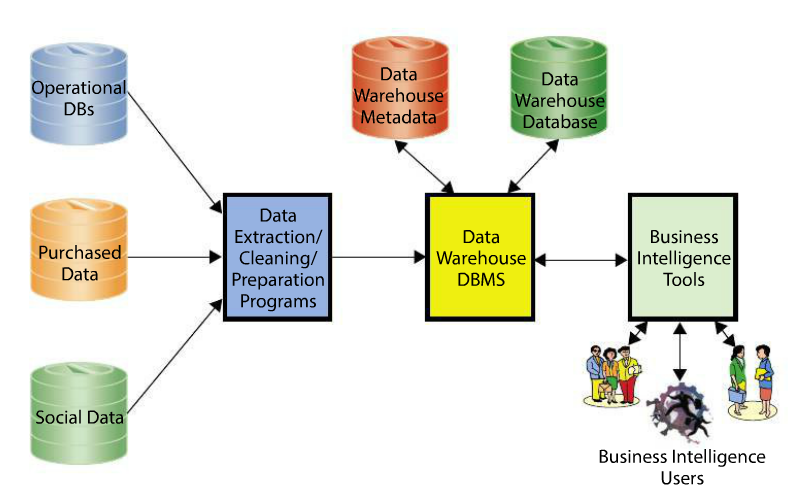 Operational
DBs
Purchased
Data
Social Data
Data
Extraction/
Cleaning/
Preparation
Programs
Data
Warehouse
Metadata
Data
Warehouse
Database
Data
Warehouse
DBMS
Business
Intelligence
Tools
Business Intelligence
Users